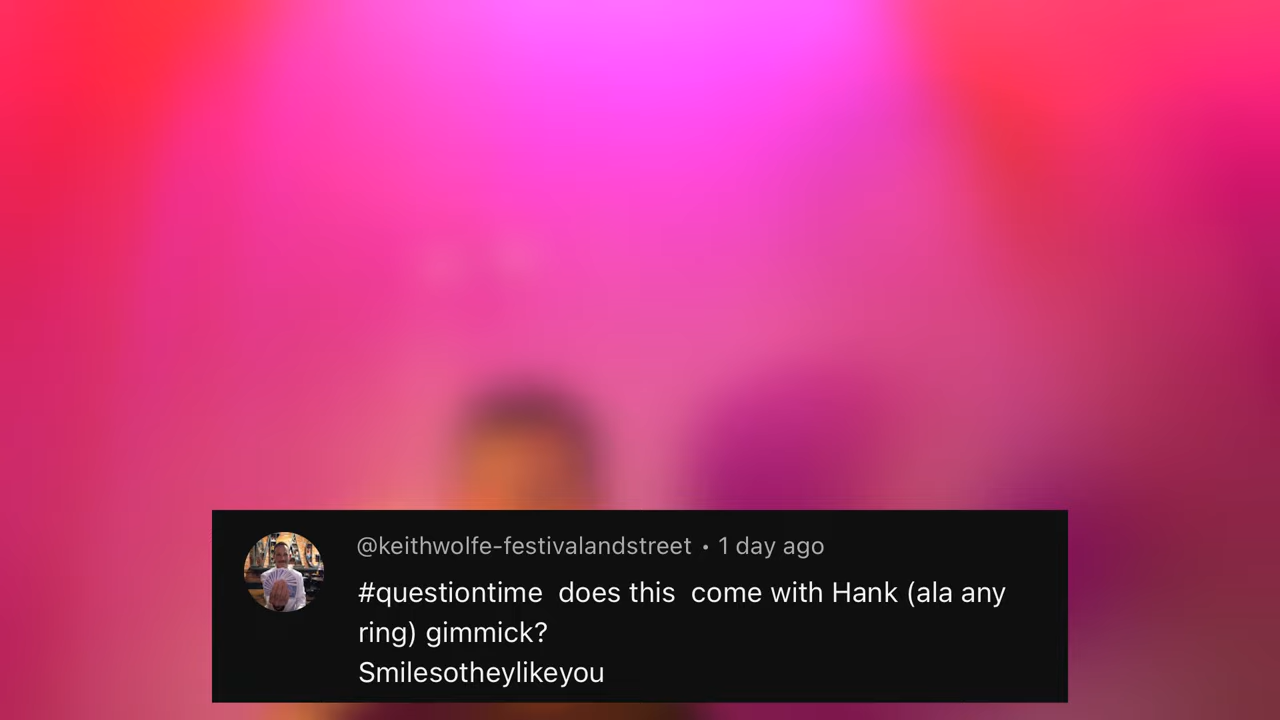 @keithwolfe-festivalandstreet • 1 day ago
#questiontime  does this  come with Hank (ala any
ring) gimmick?
Smilesotheylikeyou